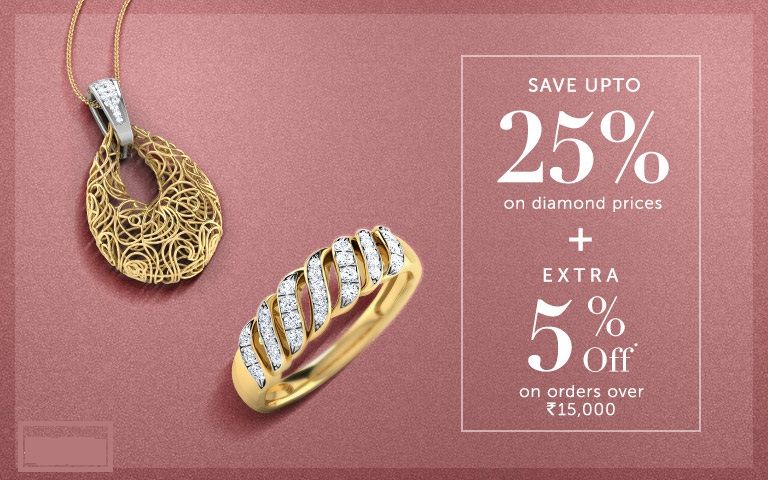 SAVE UPTO
25%
on diamond prices
+
EXTRA
5% Off*
on orders over
₹15,000